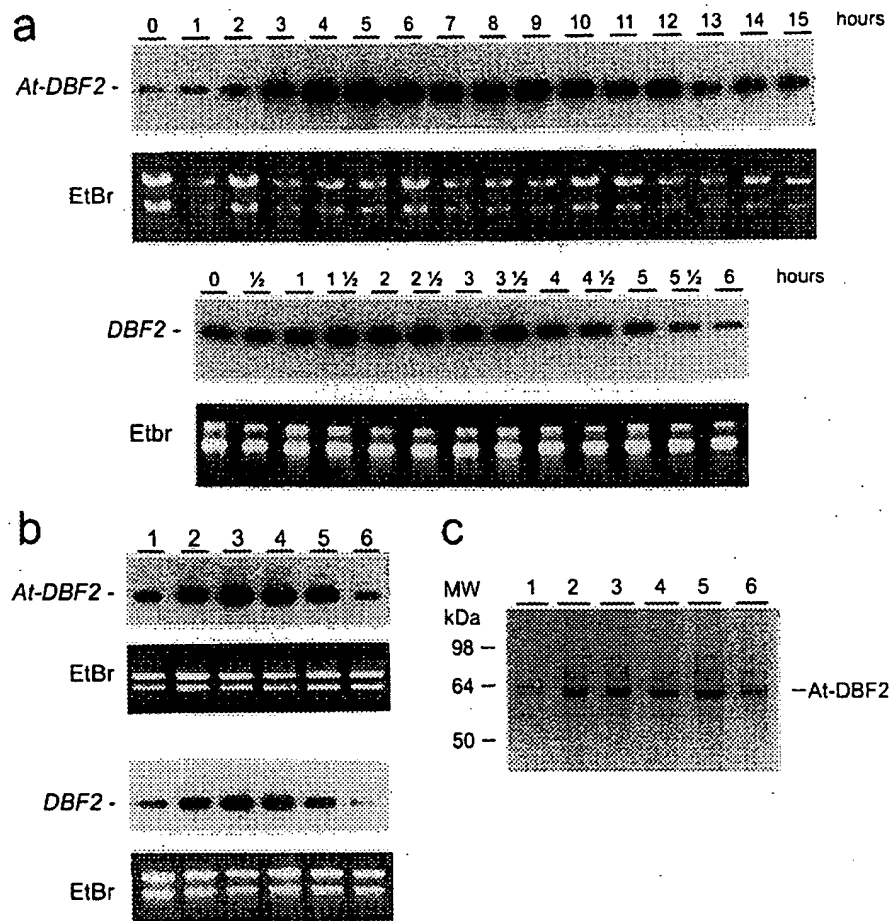 a
0 1 2 3 4 5 6 7 8 9 10 11 12 13 14 15 hours
At-DBF2 -
EtBr
0 ½ 1 1 ½ 2 2 ½ 3 3 ½ 4 4 ½ 5 5 ½ 6 hours
DBF2 -
Etbr
b
1 2 3 4 5 6
At-DBF2 -
EtBr
DBF2 -
EtBr
c
MW 1 2 3 4 5 6
kDa
98 –
64 –
–At-DBF2
50 –